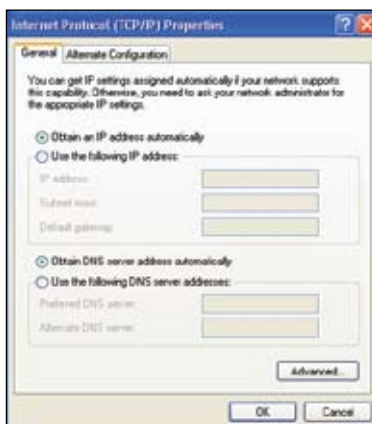 Internet Protocol (TCP/IP) Properties
General
Alternate Configuration
You can get IP settings assigned automatically if your network supports
this capability. Otherwise, you need to ask your network administrator for
the appropriate IP settings.
Obtain an IP address automatically
Use the following IP address:
IP address:
Subnet mask:
Default gateway:
Obtain DNS server address automatically
Use the following DNS server addresses:
Preferred DNS server:
Alternate DNS server:
Advanced...
OK
Cancel